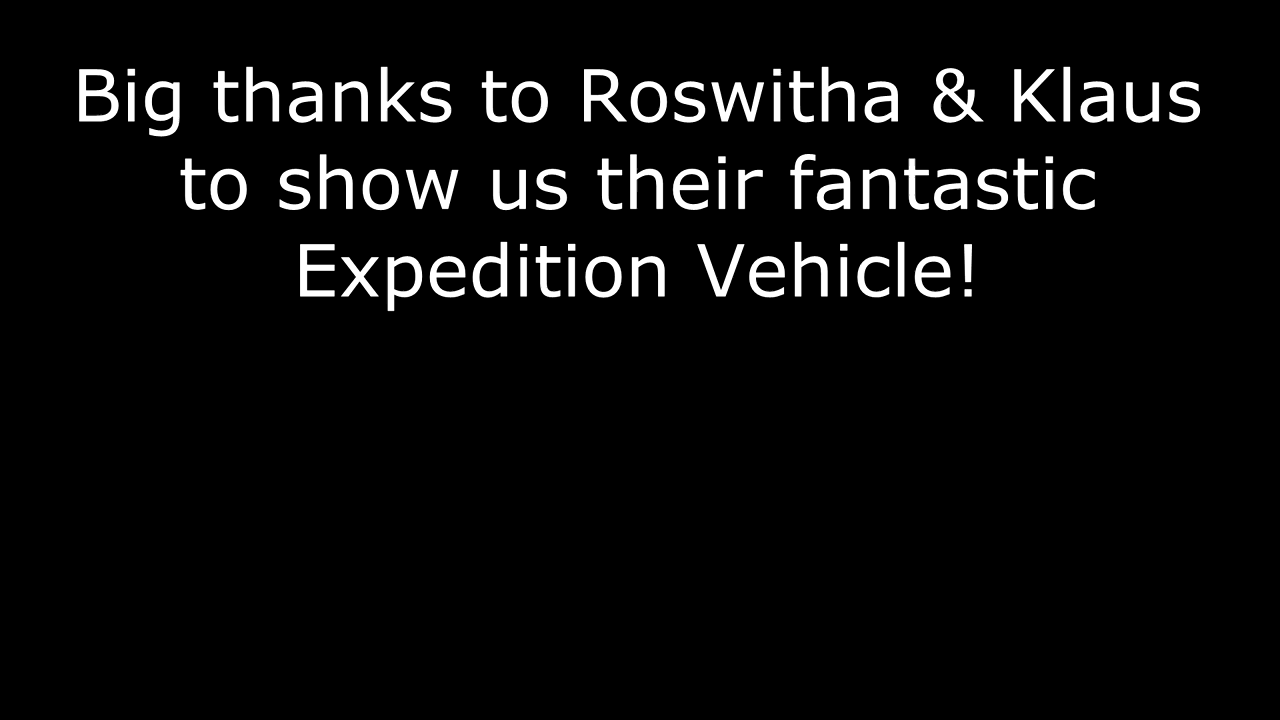 Big thanks to Roswitha & Klaus
to show us their fantastic
Expedition Vehicle!